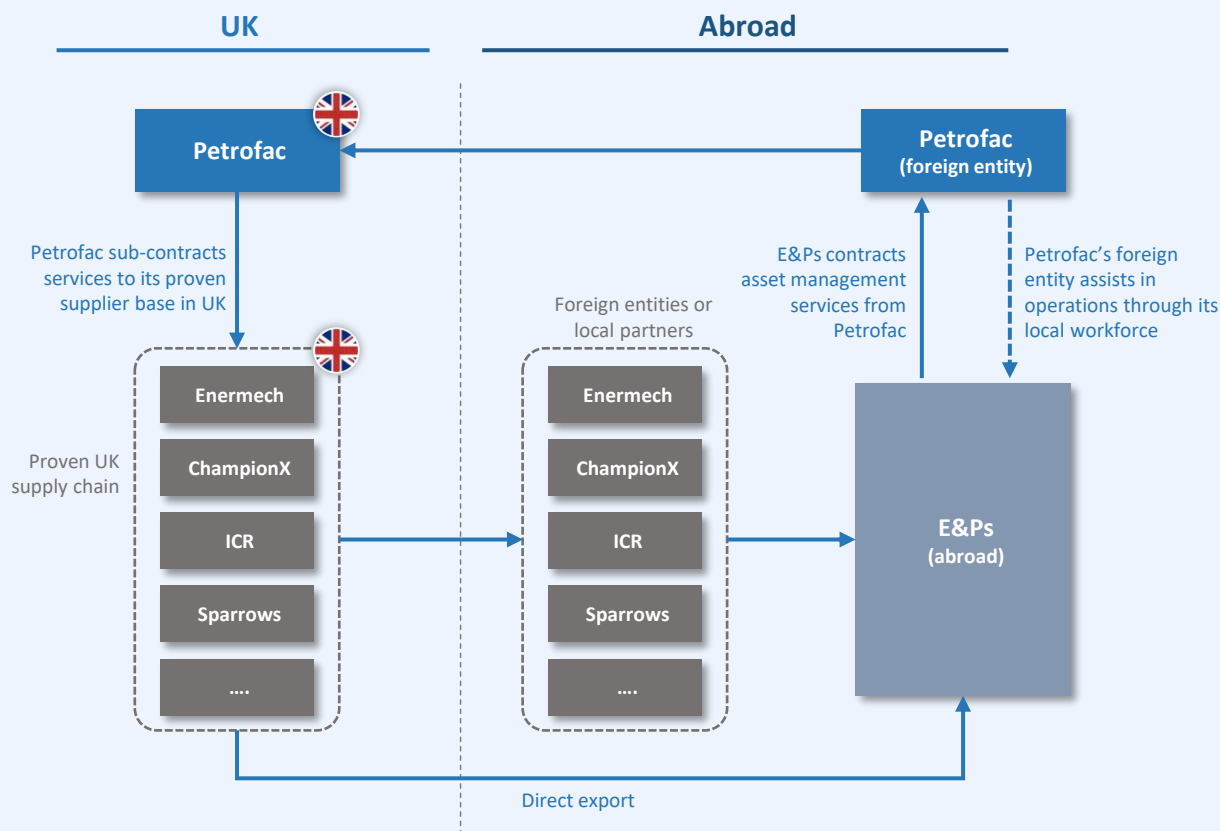 UK
Abroad
Petrofac
Petrofac
(foreign entity)
Petrofac sub-contracts
services to its proven
supplier base in UK
E&Ps contracts
asset management
services from
Petrofac
Petrofac's foreign
entity assists in
operations through its
local workforce
Foreign entities or
local partners
Proven UK
supply chain
Enermech
ChampionX
ICR
Sparrows
....
Enermech
ChampionX
ICR
Sparrows
....
E&Ps
(abroad)
Direct export